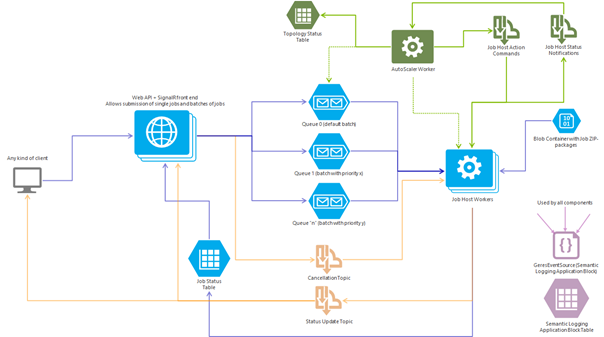 Topology Status
Table
AutoScaler Worker
Job Host Action
Commands
Job Host Status
Notifications
Web API + SignalR front end
Allows submission of single jobs and batches of jobs
Queue 0 (default batch)
Any kind of client
Queue 1 (batch with priority x)
Queue 'n' (batch with priority y)
Job Host Workers
10
01
Blob Container with Job ZIP-
packages
Used by all components
{}
GeresEventSource (Semantic
Logging Application Block)
Job Status
Table
Cancellation Topic
Status Update Topic
Semantic Logging
Application Block Table